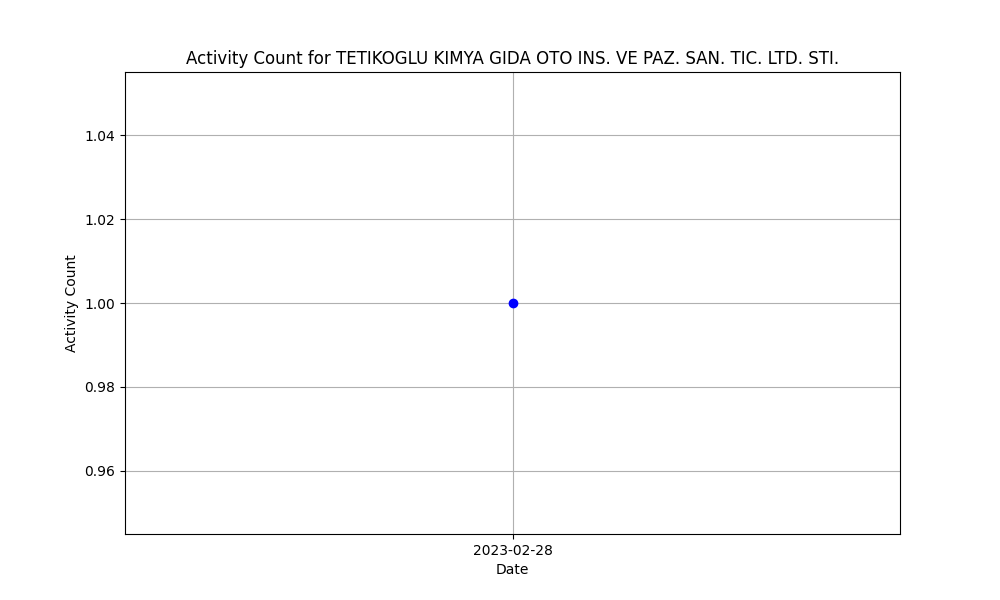 Activity Count for TETIKOGLU KIMYA GIDA OTO INS. VE PAZ. SAN. TIC. LTD. STI.
1.04
1.02
1.00
0.98
0.96
Activity Count
2023-02-28
Date